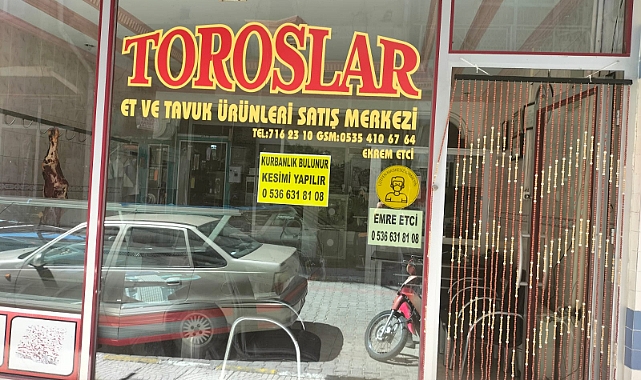 TOROSLAR
ET VE TAVUK ÜRÜNLERİ SATIŞ MERKEZİ
TEL:716 23 10 GSM:0535 410 67 64
EKREM ETCİ
KURBANLIK BULUNUR
KESİMİ YAPILIR
0 536 631 81 08
EMRE ETCİ
0 536 631 81 08